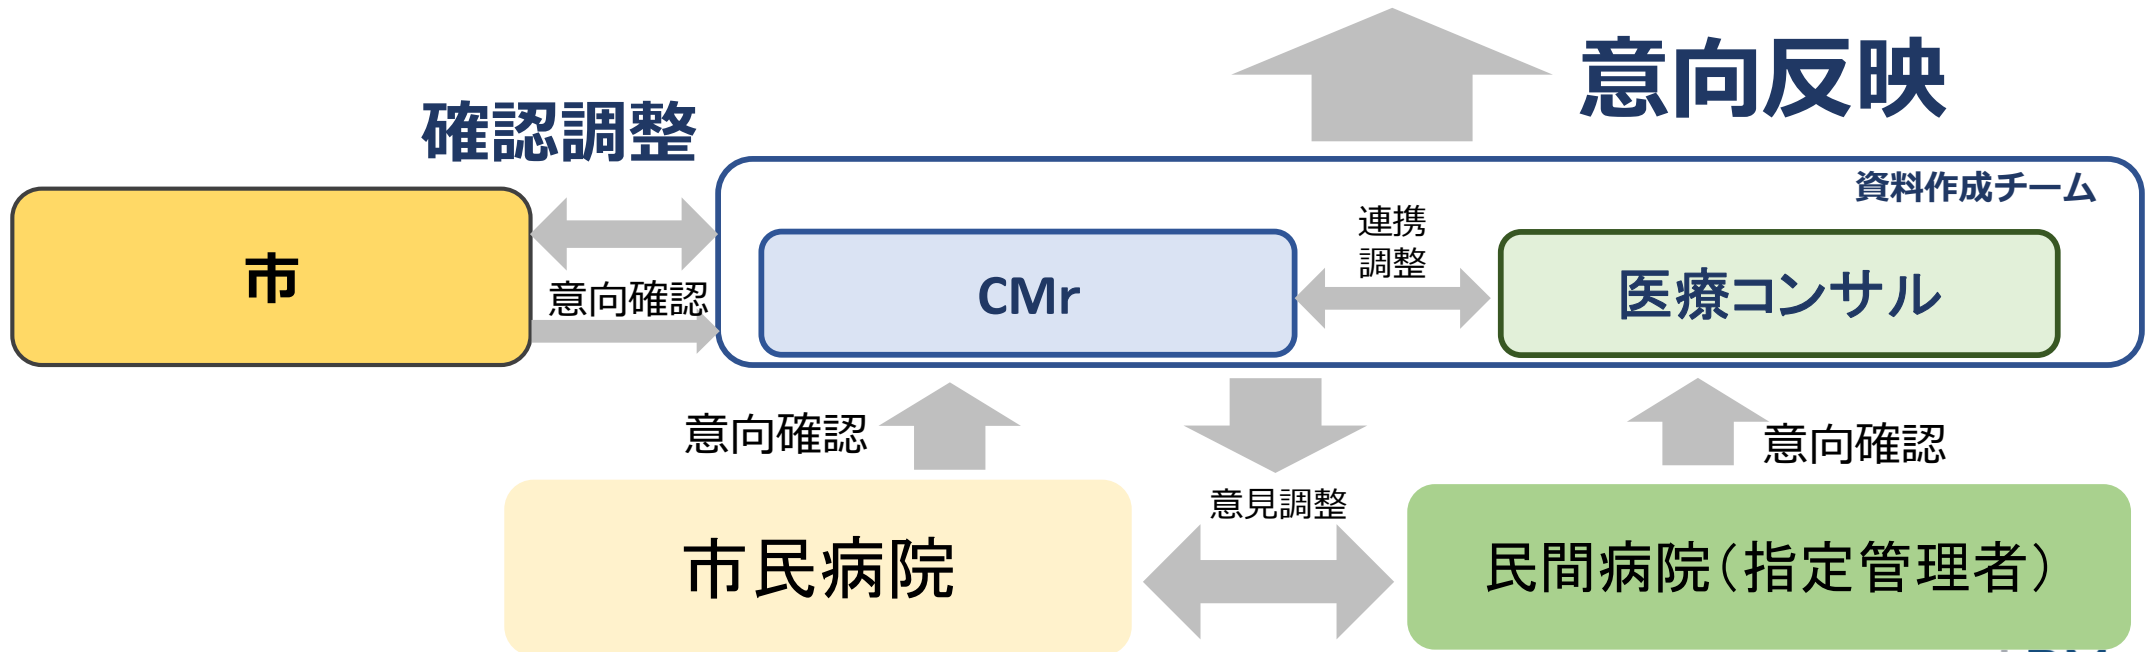 意向反映
確認調整
資料作成チーム
市
意向確認
CMr
連携
調整
医療コンサル
意向確認
意見調整
意向確認
市民病院
民間病院（指定管理者）